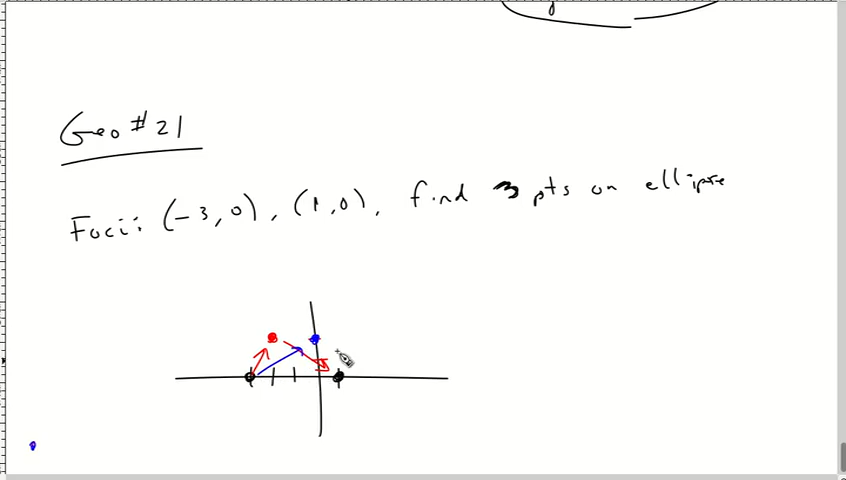 Geo #21
Foci: (-3,0), (1,0), find 3 pts on ellipse